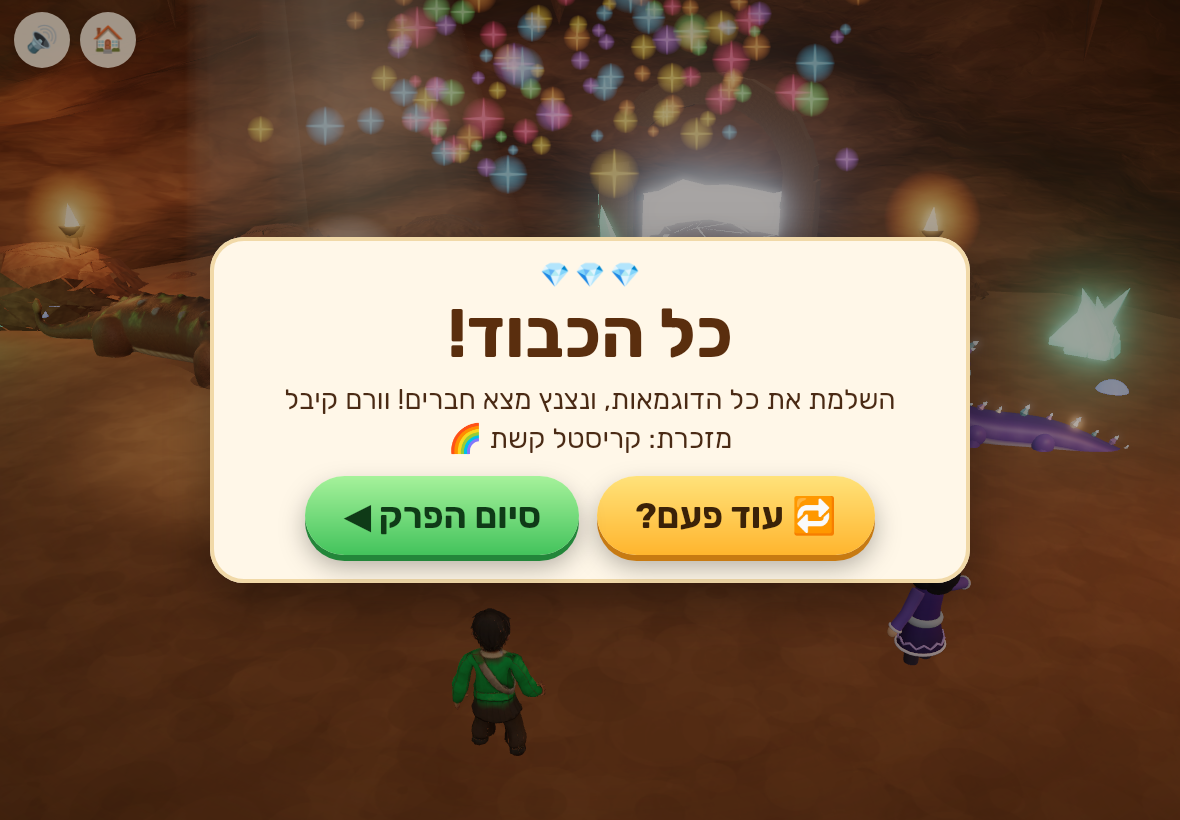 כל הכבוד!
השלמת את כל הדוגמאות, ונצנץ מצא חברים! וורם קיבל
מזכרת: קריסטל קשת 🌈
🔁 עוד פעם?
סיום הפרק ◀